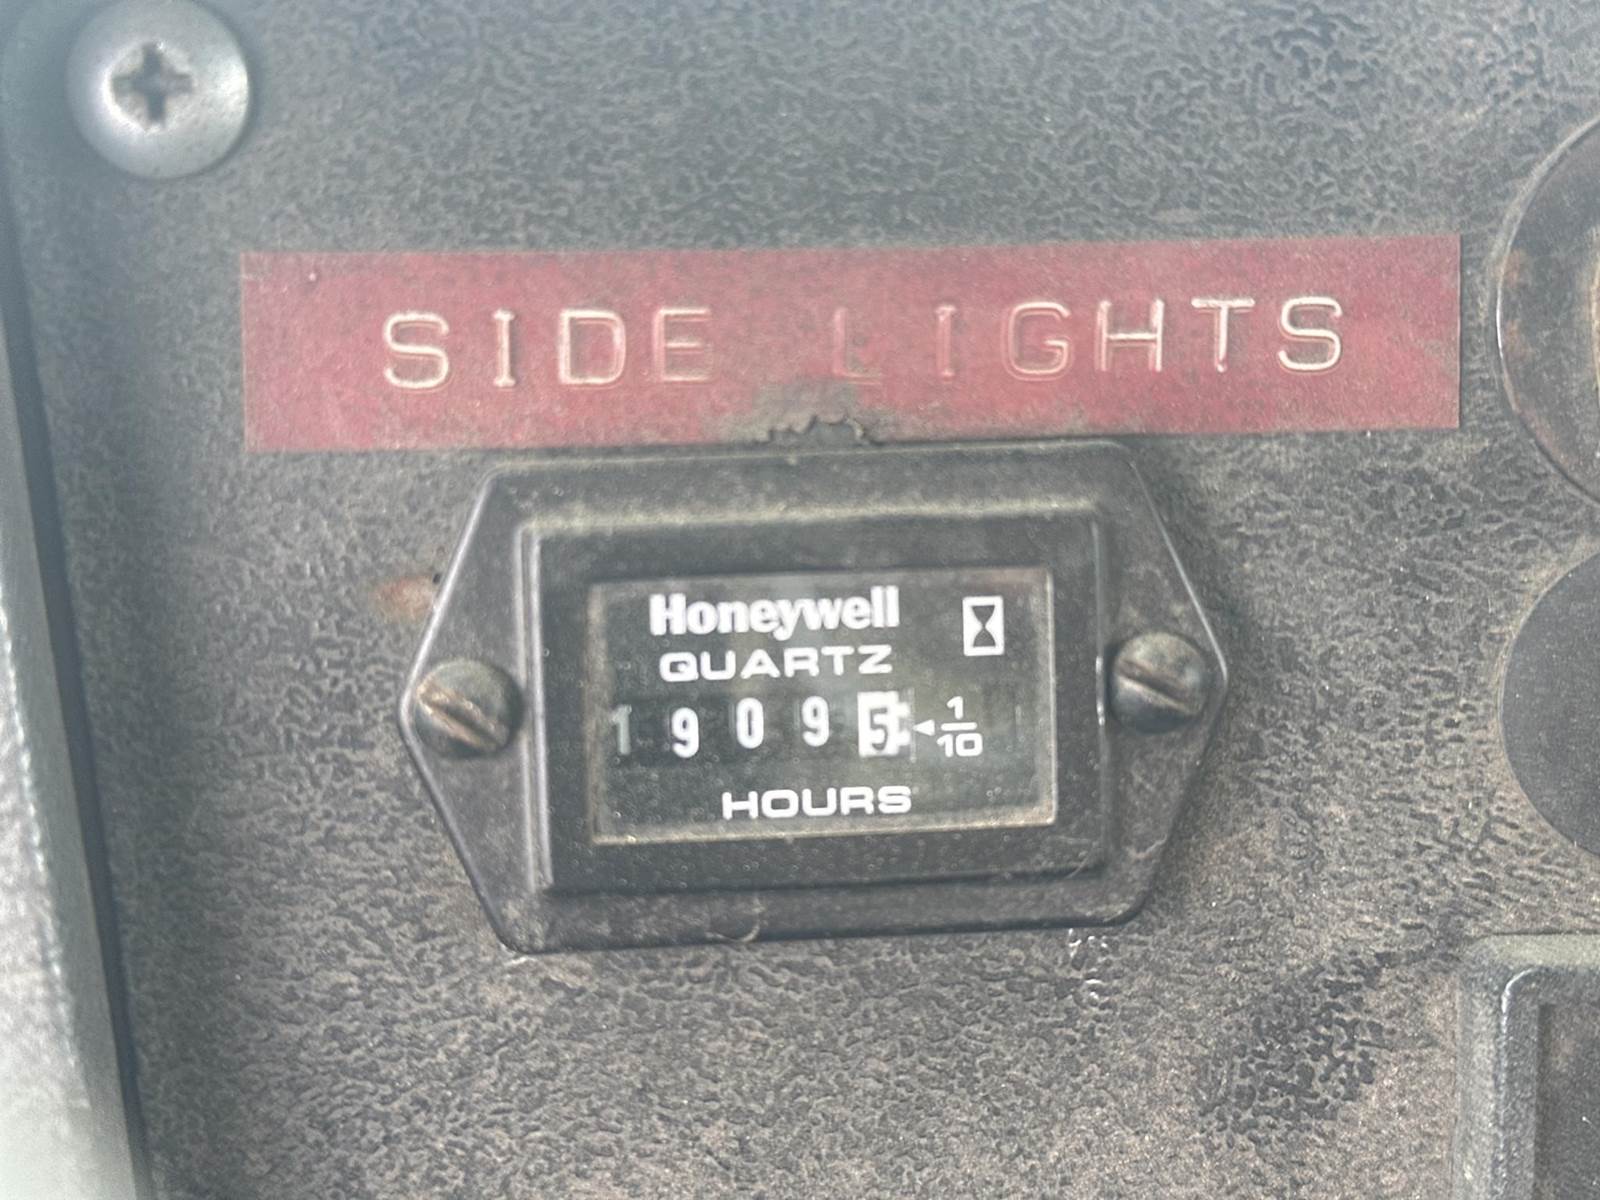 SIDE LIGHTS
Honeywell
QUARTZ
19095 1/10
HOURS